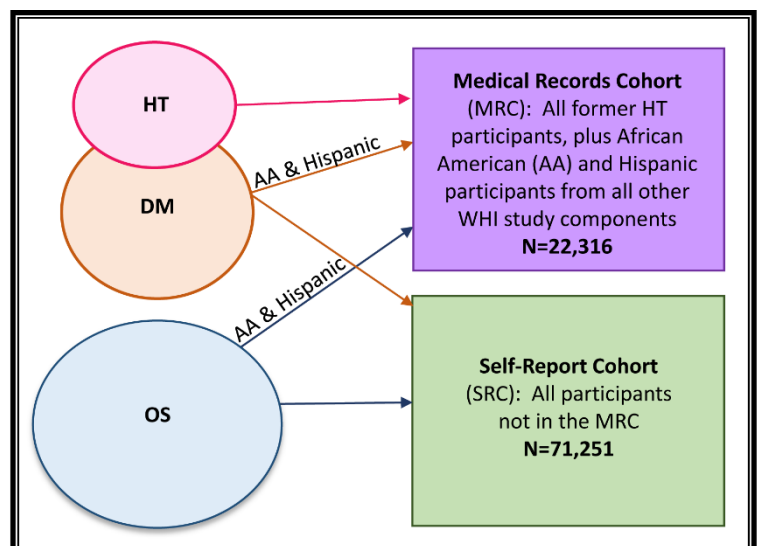 HT
DM
OS
AA & Hispanic
AA & Hispanic
Medical Records Cohort
(MRC): All former HT
participants, plus African
American (AA) and Hispanic
participants from all other
WHI study components
N=22,316
Self-Report Cohort
(SRC): All participants
not in the MRC
N=71,251